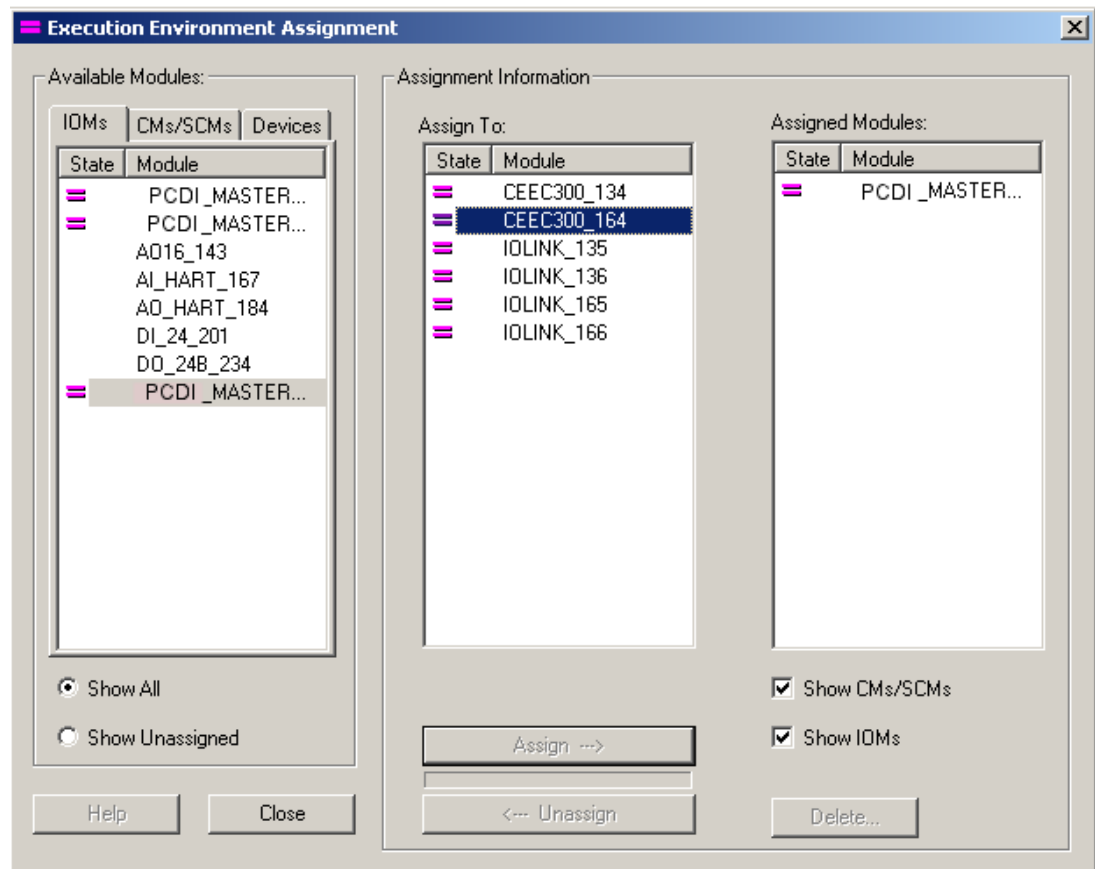 Execution Environment Assignment
Available Modules:
IOMs CMs/SCMs Devices
State Module
PCDI_MASTER...
PCDI_MASTER...
AO16_143
AI_HART_167
AO_HART_184
DI_24_201
DO_24B_234
PCDI_MASTER...
Show All
Show Unassigned
Help
Close
Assignment Information
Assign To:
State Module
CEEC300_134
CEEC300_164
IOLINK_135
IOLINK_136
IOLINK_165
IOLINK_166
Assign --->
<--- Unassign
Assigned Modules:
State Module
PCDI_MASTER...
Show CMs/SCMs
Show IOMs
Delete...